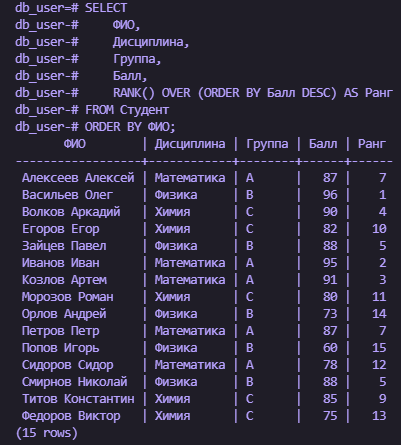 db_user=# SELECT
db_user-#     ФИО,
db_user-#     Дисциплина,
db_user-#     Группа,
db_user-#     Балл,
db_user-#     RANK() OVER (ORDER BY Балл DESC) AS Ранг
db_user-# FROM Студент
db_user-# ORDER BY ФИО;
       ФИО        | Дисциплина | Группа | Балл | Ранг
------------------+------------+--------+------+------
 Алексеев Алексей | Математика | A      |   87 |    7
 Васильев Олег    | Физика     | B      |   96 |    1
 Волков Аркадий   | Химия      | C      |   90 |    4
 Егоров Егор      | Химия      | C      |   82 |   10
 Зайцев Павел     | Физика     | B      |   88 |    5
 Иванов Иван      | Математика | A      |   95 |    2
 Козлов Артем     | Математика | A      |   91 |    3
 Морозов Роман    | Химия      | C      |   80 |   11
 Орлов Андрей     | Физика     | B      |   73 |   14
 Петров Петр      | Математика | A      |   87 |    7
 Попов Игорь      | Физика     | B      |   60 |   15
 Сидоров Сидор    | Математика | A      |   78 |   12
 Смирнов Николай  | Физика     | B      |   88 |    5
 Титов Константин | Химия      | C      |   85 |    9
 Федоров Виктор   | Химия      | C      |   75 |   13
(15 rows)